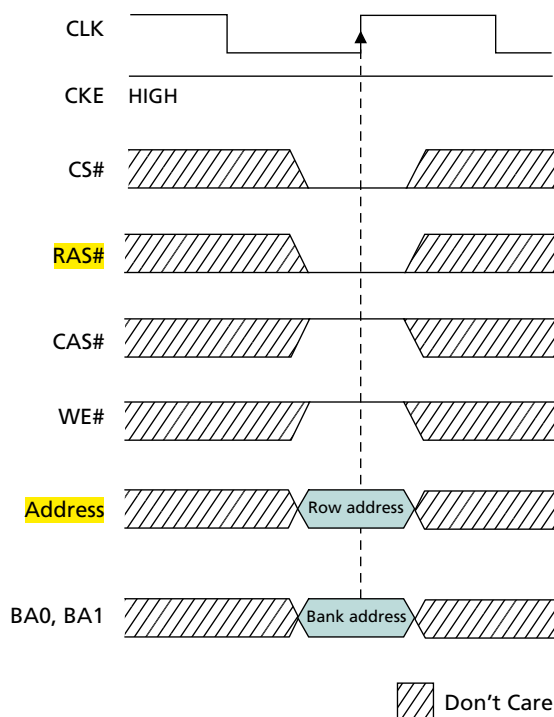 CLK
CKE HIGH
CS#
RAS#
CAS#
WE#
Address Row address
BA0, BA1 Bank address
Don't Care